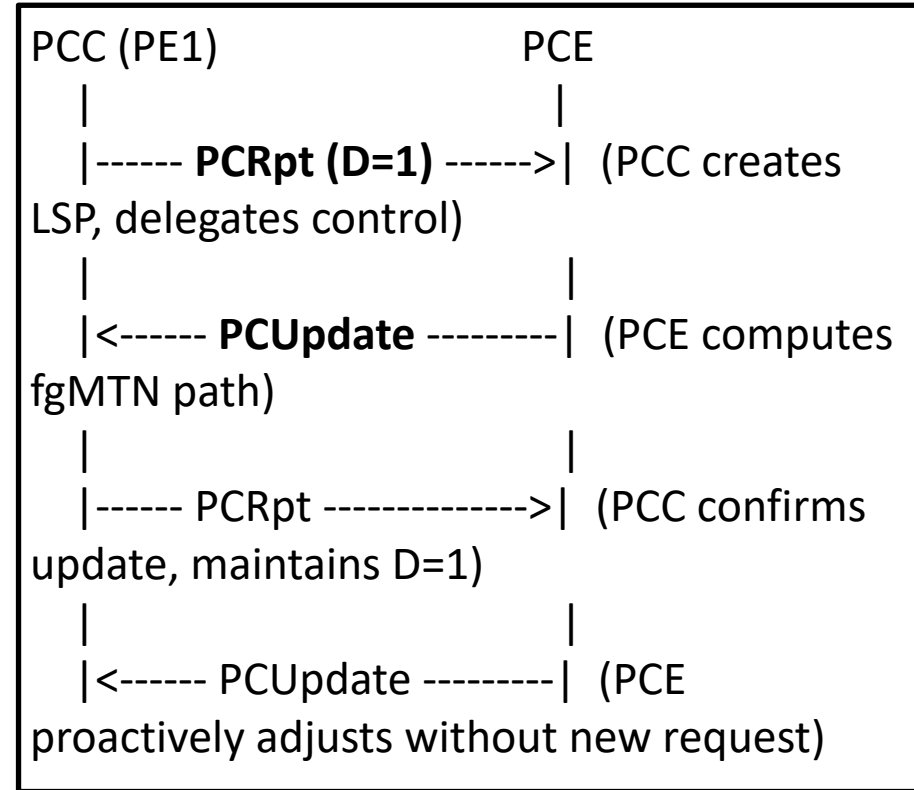 PCC (PE1)                    PCE
   |                              |
   |------ PCRpt (D=1) ------>|  (PCC creates
LSP, delegates control)
   |                              |
   |<------ PCUpdate ---------|  (PCE computes
fgMTN path)
   |                              |
   |------ PCRpt -------------->|  (PCC confirms
update, maintains D=1)
   |                              |
   |<------ PCUpdate ---------|  (PCE
proactively adjusts without new request)